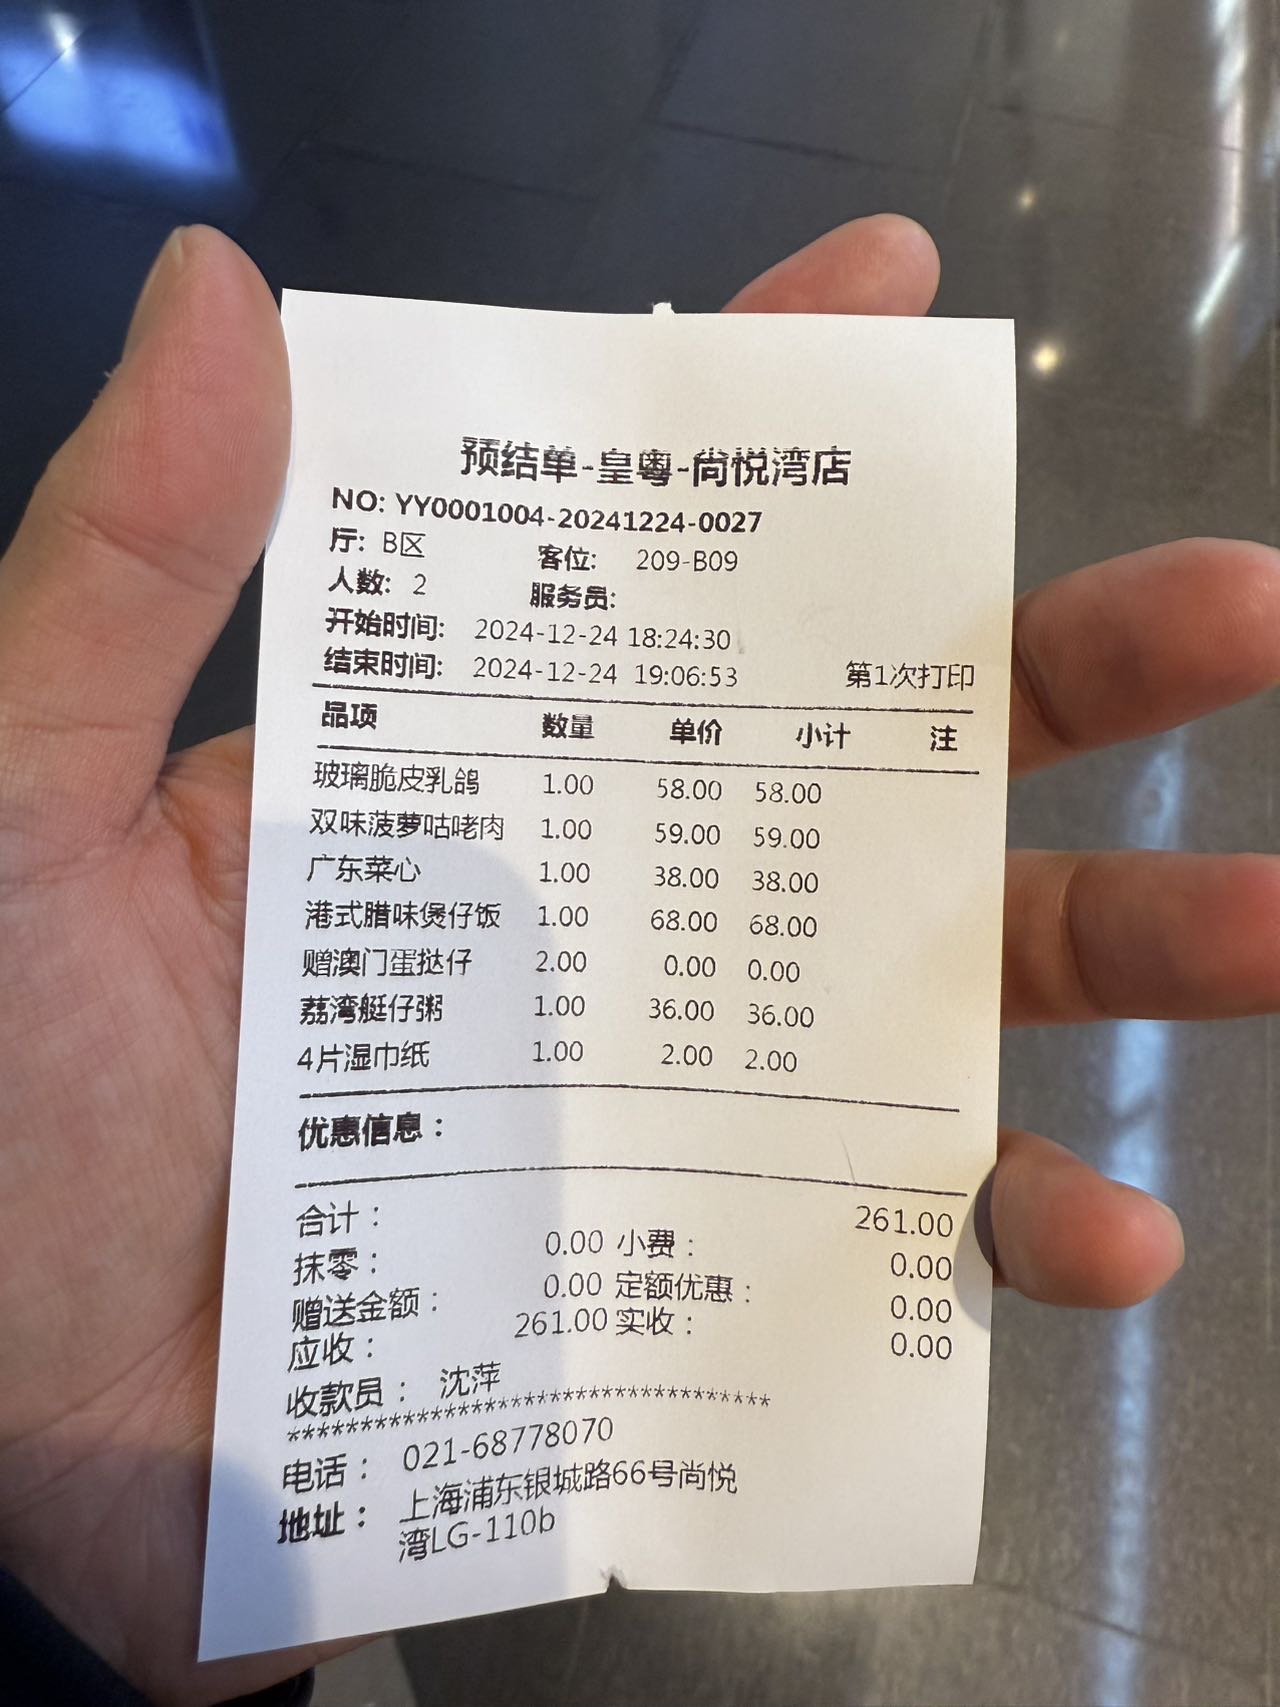 预结单-皇粤-尚悦湾店
NO: YY0001004-20241224-0027
厅: B区 客位: 209-B09
人数: 2 服务员:
开始时间: 2024-12-24 18:24:30
结束时间: 2024-12-24 19:06:53 第1次打印
品项 数量 单价 小计 注
玻璃脆皮乳鸽 1.00 58.00 58.00
双味菠萝咕咾肉 1.00 59.00 59.00
广东菜心 1.00 38.00 38.00
港式腊味煲仔饭 1.00 68.00 68.00
赠澳门蛋挞仔 2.00 0.00 0.00
荔湾艇仔粥 1.00 36.00 36.00
4片湿巾纸 1.00 2.00 2.00
优惠信息：
合计： 261.00
抹零： 0.00 小费： 0.00
赠送金额： 0.00 定额优惠： 0.00
应收： 261.00 实收： 0.00
收款员： 沈萍
**************************************
电话： 021-68778070
地址： 上海浦东银城路66号尚悦
湾LG-110b